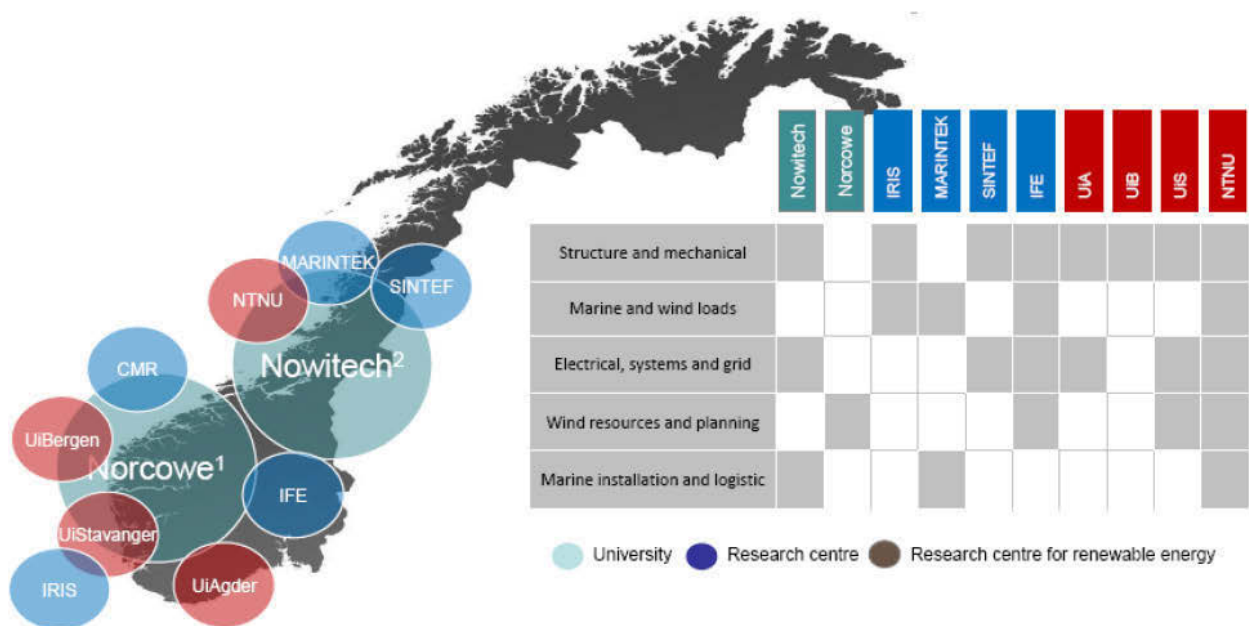 Nowitech
Norcowe
IRIS
MARINTEK
SINTEF
IFE
UiA
UiB
UiS
NTNU
Structure and mechanical
Marine and wind loads
Electrical, systems and grid
Wind resources and planning
Marine installation and logistic
MARINTEK
SINTEF
NTNU
Nowitech²
CMR
UiBergen
Norcowe¹
IFE
UiStavanger
IRIS
UiAgder
University
Research centre
Research centre for renewable energy